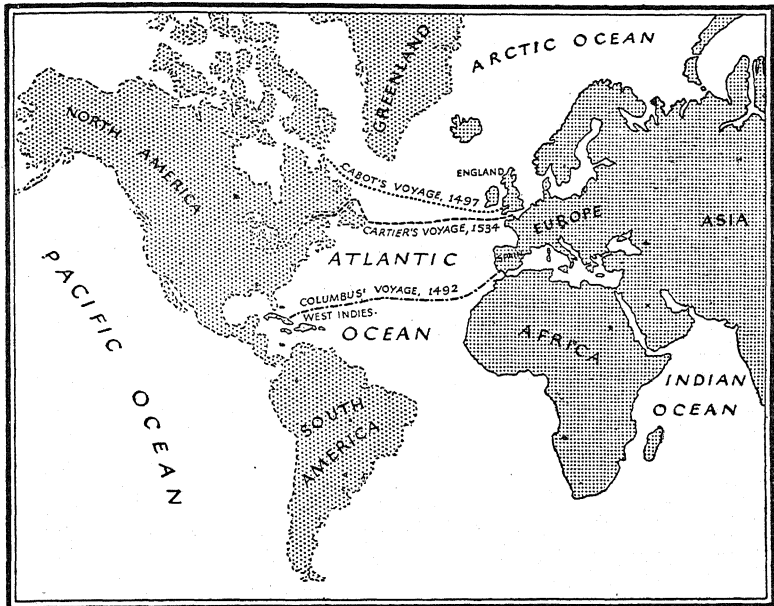 ARCTIC OCEAN
GREENLAND
NORTH AMERICA
CABOT'S VOYAGE, 1497
ENGLAND
CARTIER'S VOYAGE, 1534
EUROPE
ASIA
SPAIN
ATLANTIC
COLUMBUS' VOYAGE, 1492
WEST INDIES.
OCEAN
PACIFIC OCEAN
AFRICA
INDIAN
OCEAN
SOUTH
AMERICA